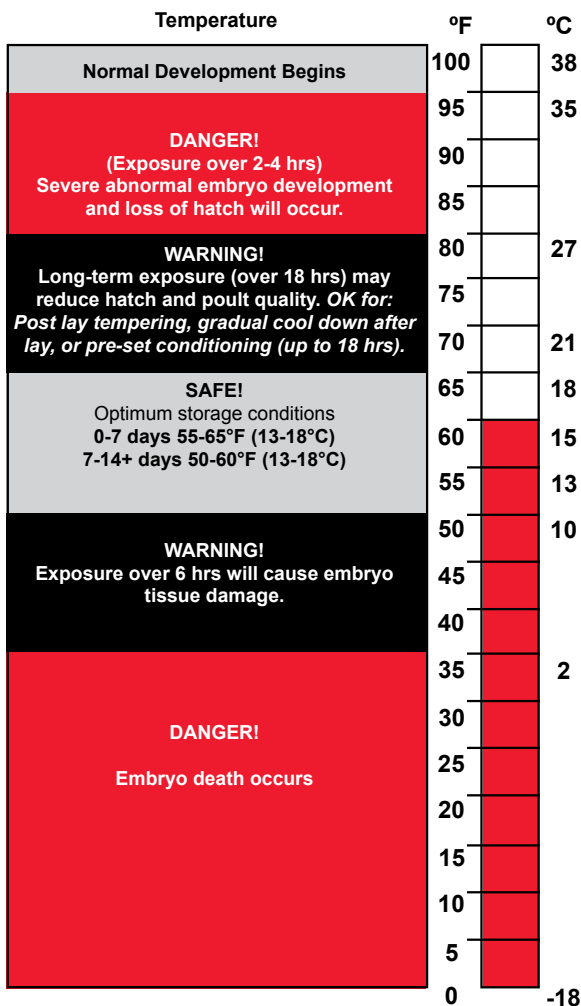 Temperature ºF ºC
Normal Development Begins
100 38
95 35
DANGER!
(Exposure over 2-4 hrs)
Severe abnormal embryo development
and loss of hatch will occur.
90
85
80 27
WARNING!
Long-term exposure (over 18 hrs) may
reduce hatch and poult quality. OK for:
Post lay tempering, gradual cool down after
lay, or pre-set conditioning (up to 18 hrs).
75
70 21
65 18
SAFE!
Optimum storage conditions
0-7 days 55-65°F (13-18°C)
7-14+ days 50-60°F (13-18°C)
60 15
55 13
50 10
WARNING!
Exposure over 6 hrs will cause embryo
tissue damage.
45
40
35 2
DANGER!
Embryo death occurs
30
25
20
15
10
5
0 -18